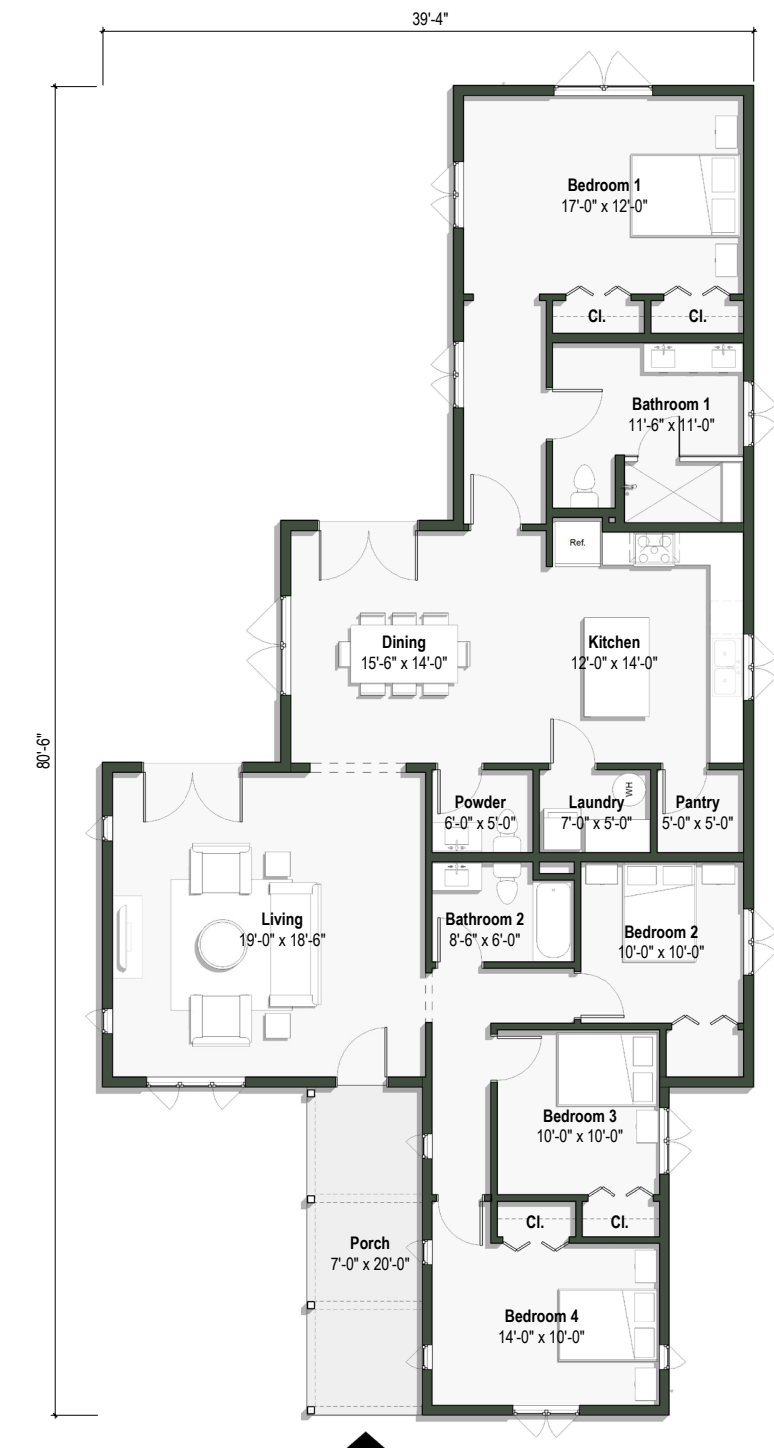 39'-4"
80'-6"
Bedroom 1
17'-0" x 12'-0"
Cl.
Cl.
Bathroom 1
11'-6" x 11'-0"
Ref.
Dining
15'-6" x 14'-0"
Kitchen
12'-0" x 14'-0"
Powder
6'-0" x 5'-0"
Laundry
7'-0" x 5'-0"
WH
Pantry
5'-0" x 5'-0"
Living
19'-0" x 18'-6"
Bathroom 2
8'-6" x 6'-0"
Bedroom 2
10'-0" x 10'-0"
Bedroom 3
10'-0" x 10'-0"
Cl.
Cl.
Porch
7'-0" x 20'-0"
Bedroom 4
14'-0" x 10'-0"